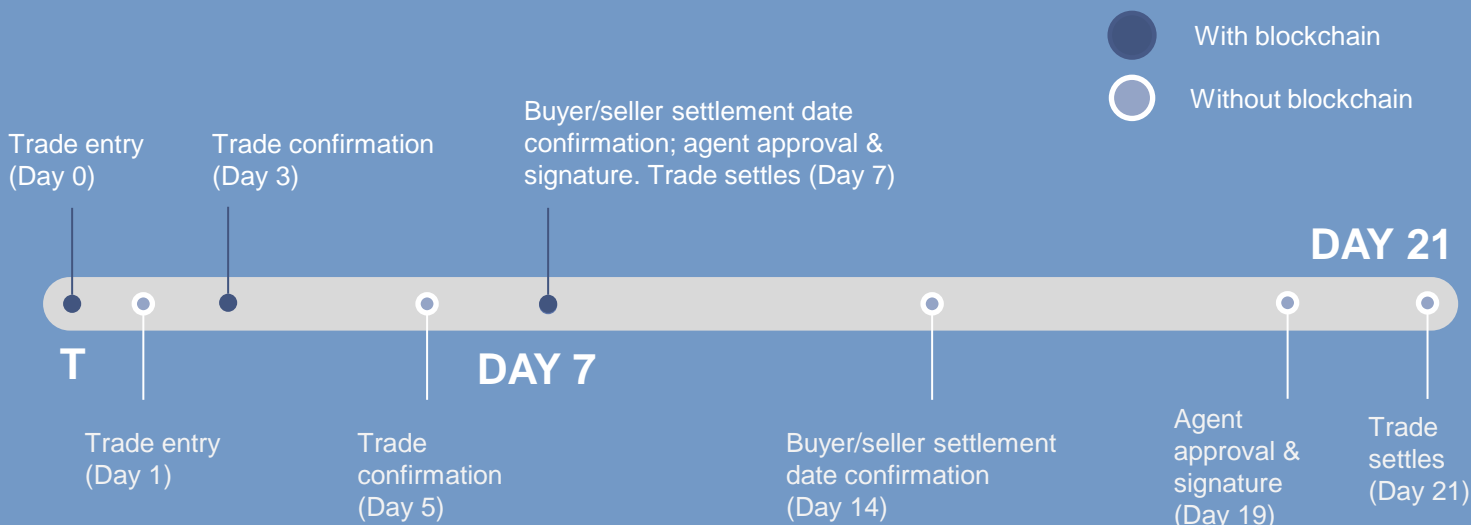 With blockchain
Without blockchain
Trade entry
(Day 0)
Trade confirmation
(Day 3)
Buyer/seller settlement date
confirmation; agent approval &
signature. Trade settles (Day 7)
DAY 21
T
DAY 7
Trade entry
(Day 1)
Trade
confirmation
(Day 5)
Buyer/seller settlement
date confirmation
(Day 14)
Agent
approval &
signature
(Day 19)
Trade
settles
(Day 21)